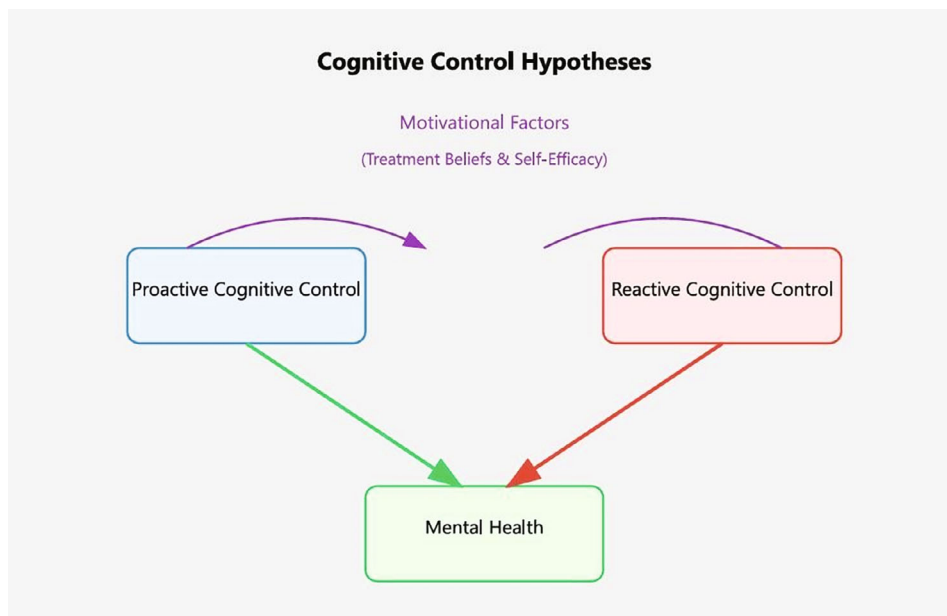 Cognitive Control Hypotheses
Motivational Factors
(Treatment Beliefs & Self-Efficacy)
Proactive Cognitive Control
Reactive Cognitive Control
Mental Health